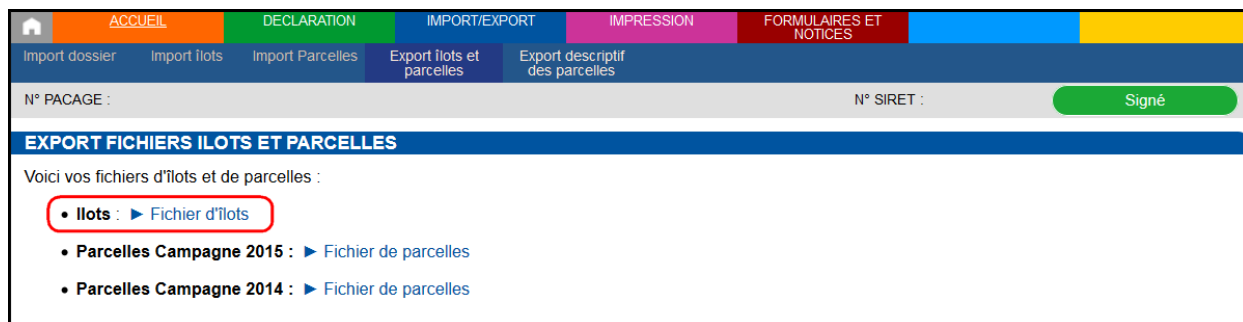 ACCUEIL DECLARATION IMPORT/EXPORT IMPRESSION FORMULAIRES ET
NOTICES
Import dossier Import îlots Import Parcelles Export îlots et Export descriptif
parcelles des parcelles
N° PACAGE : N° SIRET : Signé
EXPORT FICHIERS ILOTS ET PARCELLES
Voici vos fichiers d'îlots et de parcelles :
• Ilots : ► Fichier d'îlots
• Parcelles Campagne 2015 : ► Fichier de parcelles
• Parcelles Campagne 2014 : ► Fichier de parcelles